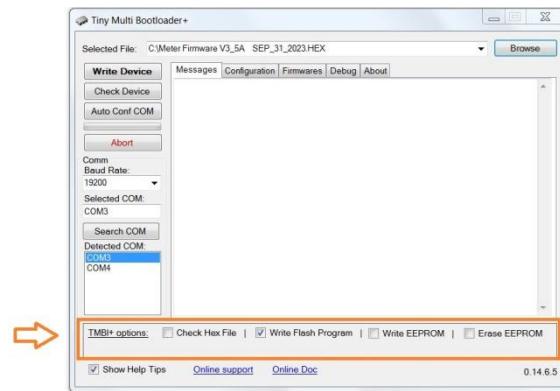 Tiny Multi Bootloader+
Selected File: C:\Meter Firmware V3_5A SEP_31_2023.HEX Browse
Write Device Messages Configuration Firmwares Debug About
Check Device
Auto Conf COM
Abort
Comm
Baud Rate:
19200
Selected COM:
COM3
Search COM
Detected COM:
COM3
COM4
TMBI+ options: Check Hex File | Write Flash Program | Write EEPROM | Erase EEPROM
Show Help Tips Online support Online Doc 0.14.6.5